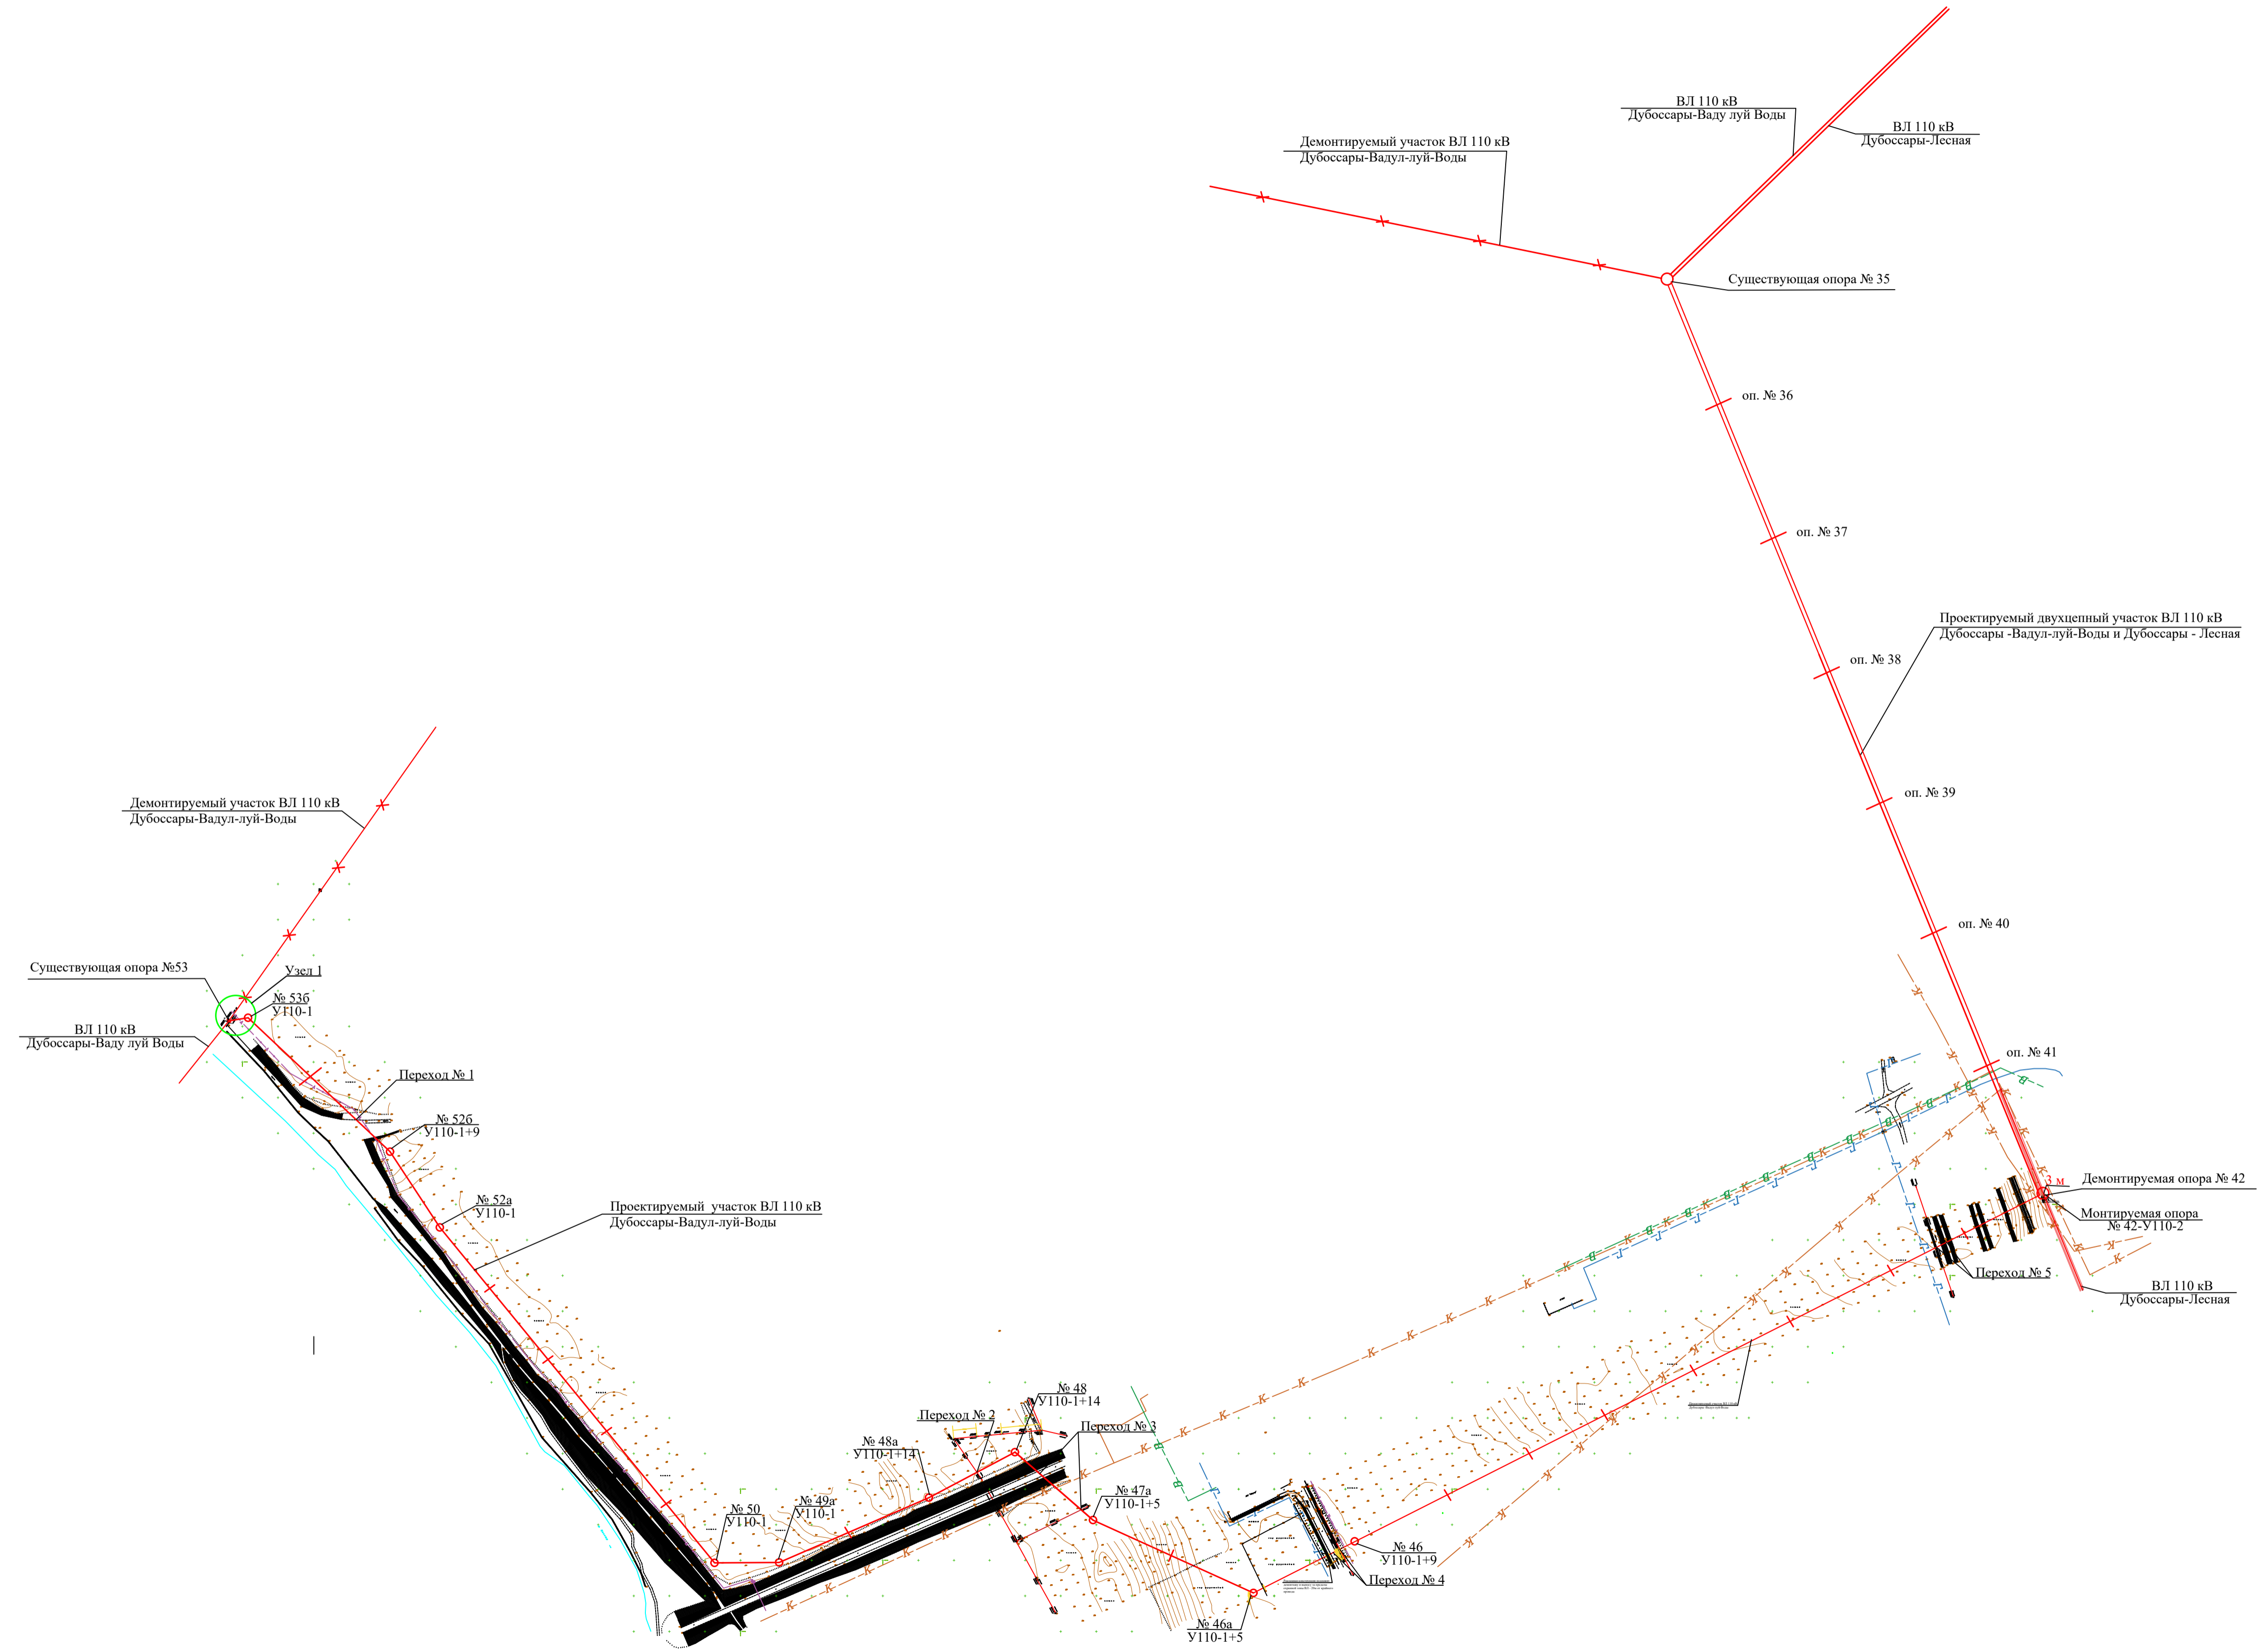 ВЛ 110 кВ
Дубоссары-Ваду луй Воды
ВЛ 110 кВ
Дубоссары-Лесная
Демонтируемый участок ВЛ 110 кВ
Дубоссары-Вадул-луй-Воды
Существующая опора № 35
оп. № 36
оп. № 37
Проектируемый двухцепный участок ВЛ 110 кВ
Дубоссары -Вадул-луй-Воды и Дубоссары - Лесная
оп. № 38
оп. № 39
Демонтируемый участок ВЛ 110 кВ
Дубоссары-Вадул-луй-Воды
оп. № 40
Существующая опора №53
Узел 1
№ 53б
У110-1
ВЛ 110 кВ
Дубоссары-Ваду луй Воды
оп. № 41
Переход № 1
№ 52б
У110-1+9
3 м
Демонтируемая опора № 42
№ 52а
У110-1
Проектируемый участок ВЛ 110 кВ
Дубоссары-Вадул-луй-Воды
Монтируемая опора
№ 42-У110-2
Переход № 5
ВЛ 110 кВ
Дубоссары-Лесная
№ 48
У110-1+14
Переход № 2
Переход № 3
№ 48а
У110-1+14
№ 47а
У110-1+5
№ 50
У110-1
№ 49а
У110-1
№ 46
У110-1+9
Переход № 4
№ 46а
У110-1+5